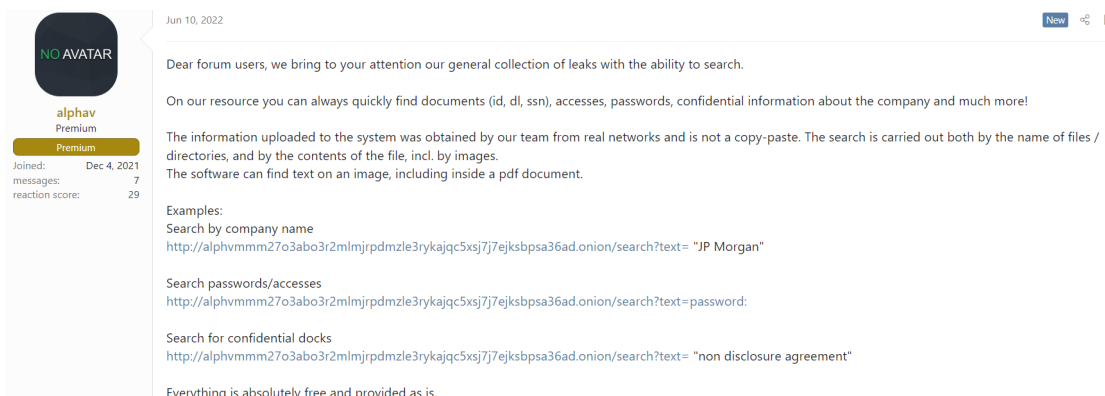 Jun 10, 2022
New
NO AVATAR
alphav
Premium
Premium
Joined: Dec 4, 2021
messages: 7
reaction score: 29
Dear forum users, we bring to your attention our general collection of leaks with the ability to search.
On our resource you can always quickly find documents (id, dl, ssn), accesses, passwords, confidential information about the company and much more!
The information uploaded to the system was obtained by our team from real networks and is not a copy-paste. The search is carried out both by the name of files /
directories, and by the contents of the file, incl. by images.
The software can find text on an image, including inside a pdf document.
Examples:
Search by company name
http://alphvmmm27o3abo3r2mlmjrpdmzle3rykajqc5xsj7j7ejksbpsa36ad.onion/search?text= "JP Morgan"
Search passwords/accesses
http://alphvmmm27o3abo3r2mlmjrpdmzle3rykajqc5xsj7j7ejksbpsa36ad.onion/search?text=password:
Search for confidential docks
http://alphvmmm27o3abo3r2mlmjrpdmzle3rykajqc5xsj7j7ejksbpsa36ad.onion/search?text= "non disclosure agreement"
Everything is absolutely free and provided as is.